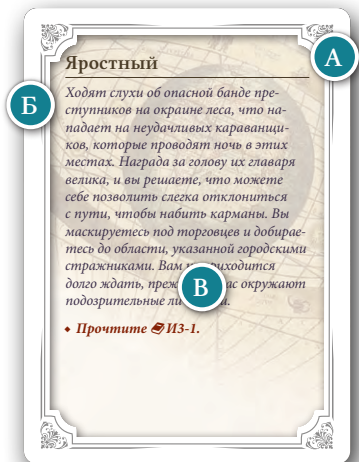 Яростный
А
Б
Ходят слухи об опасной банде пре-
ступников на окраине леса, что на-
падает на неудачливых караванщи-
ков, которые проводят ночь в этих
местах. Награда за голову их главаря
велика, и вы решаете, что можете
себе позволить слегка отклониться
с пути, чтобы набить карманы. Вы
маскируетесь под торговцев и добирае-
тесь до области, указанной городскими
стражниками. Вам приходится
долго ждать, окружают
подозрительные
В
• Прочтите ИЗ-1.